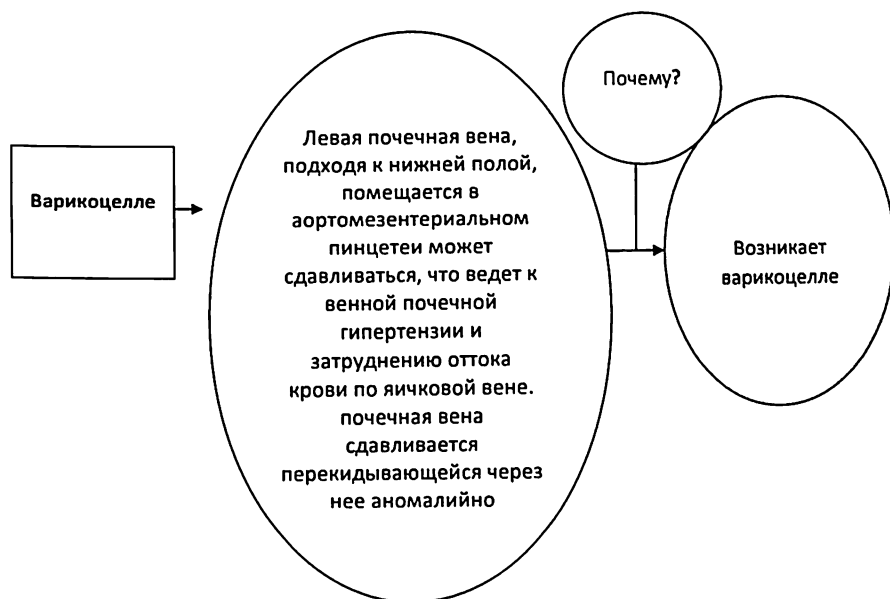 Почему?
Варикоцелле
Левая почечная вена,
подходя к нижней полой,
помещается в
аортомезентериальном
пинцетеи может
сдавливаться, что ведет к
венной почечной
гипертензии и
затруднению оттока
крови по яичковой вене.
почечная вена
сдавливается
перекидывающейся через
нее аномалийно
Возникает
варикоцелле